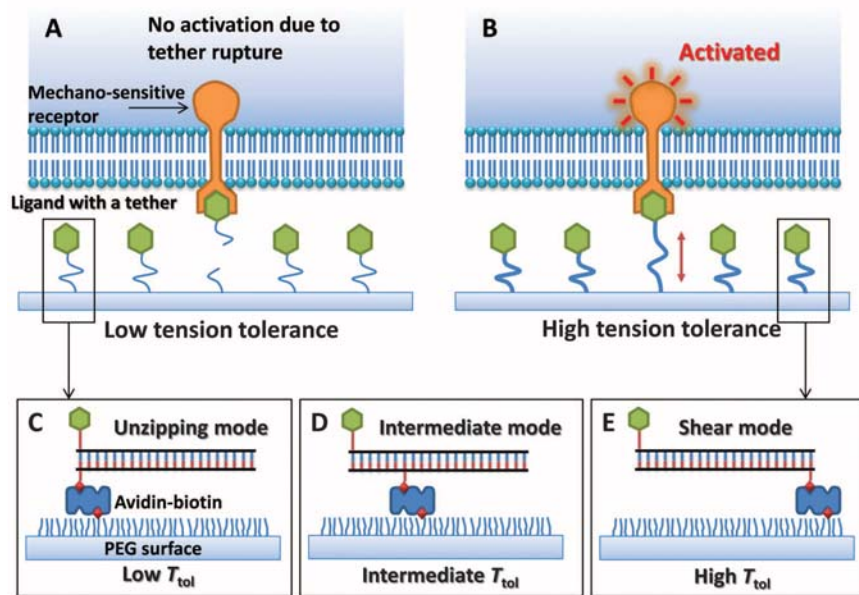 A
No activation due to
tether rupture
Mechano-sensitive
receptor
Ligand with a tether
Low tension tolerance
B
Activated
High tension tolerance
C
Unzipping mode
Avidin-biotin
PEG surface
Low Ttol
D
Intermediate mode
Intermediate Ttol
E
Shear mode
High Ttol